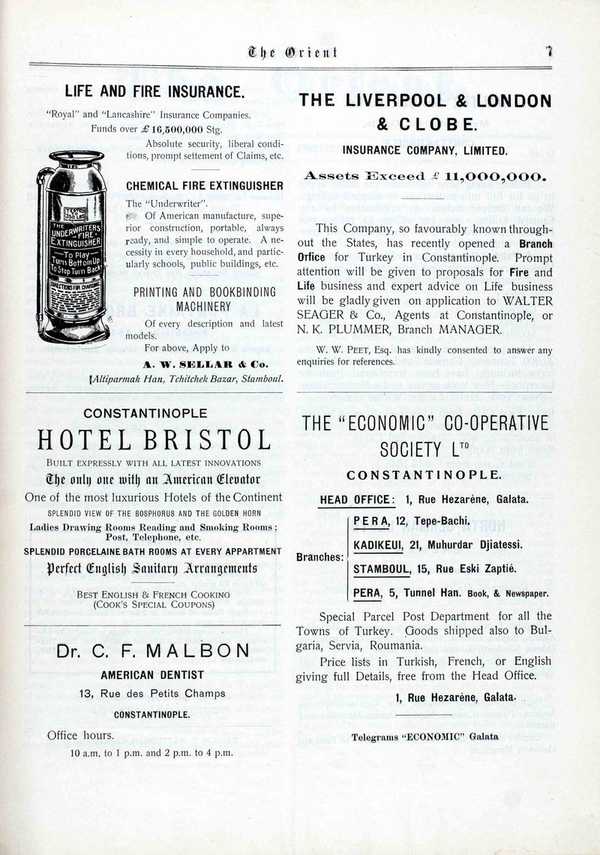 The Orient 7
LIFE AND FIRE INSURANCE.
"Royal" and "Lancashire" Insurance Companies.
Funds over £ 16,500,000 Stg.
Absolute security, liberal condi-
tions, prompt settement of Claims, etc.
THE
UNDERWRITERS
FIRE
EXTINGUISHER
To Play
Turn Bottom Up
To Stop Turn Back
CHEMICAL FIRE EXTINGUISHER
The "Underwriter".
Of American manufacture, supe-
rior construction, portable, always
ready, and simple to operate. A ne-
cessity in every household, and partic-
ularly schools, public buildings, etc.
PRINTING AND BOOKBINDING
MACHINERY
Of every description and latest
models.
For above, Apply to
A. W. SELLAR & Co.
Altiparmak Han, Tchitchek Bazar, Stamboul.
CONSTANTINOPLE
HOTEL BRISTOL
BUILT EXPRESSLY WITH ALL LATEST INNOVATIONS
The only one with an American Elevator
One of the most luxurious Hotels of the Continent
SPLENDID VIEW OF THE BOSPHORUS AND THE GOLDEN HORN
Ladies Drawing Rooms Reading and Smoking Rooms;
Post, Telephone, etc.
SPLENDID PORCELAINE BATH ROOMS AT EVERY APPARTMENT
Perfect English Sanitary Arrangements
BEST ENGLISH & FRENCH COOKINO
(COOK'S SPECIAL COUPONS)
Dr. C. F. MALBON
AMERICAN DENTIST
13, Rue des Petits Champs
CONSTANTINOPLE.
Office hours.
10 a.m. to 1 p.m. and 2 p.m. to 4 p.m.
THE LIVERPOOL & LONDON
& CLOBE.
INSURANCE COMPANY, LIMITED.
Assets Exceed £ 11,000,000.
This Company, so favourably known through-
out the States, has recently opened a Branch
Orfice for Turkey in Constantinople. Prompt
attention will be given to proposals for Fire and
Life business and expert advice on Life business
will be gladly given on application to WALTER
SEAGER & Co., Agents at Constantinople, or
N. K. PLUMMER, Branch MANAGER.
W. W. PEET, Esq. has kindly consented to answer any
enquiries for references.
THE "ECONOMIC" CO-OPERATIVE
SOCIETY LTD
CONSTANTINOPLE.
HEAD OFFICE: 1, Rue Hezaréne, Galata.
Branches:
PERA, 12, Tepe-Bachi.
KADIKEUI, 21, Muhurdar Djiatessi.
STAMBOUL, 15, Rue Eski Zaptié.
PERA, 5, Tunnel Han. Book, & Newspaper.
Special Parcel Post Department for all the
Towns of Turkey. Goods shipped also to Bul-
garia, Servia, Roumania.
Price lists in Turkish, French, or English
giving full Details, free from the Head Office.
1, Rue Hezaréne, Galata.
Telegrams "ECONOMIC" Galata